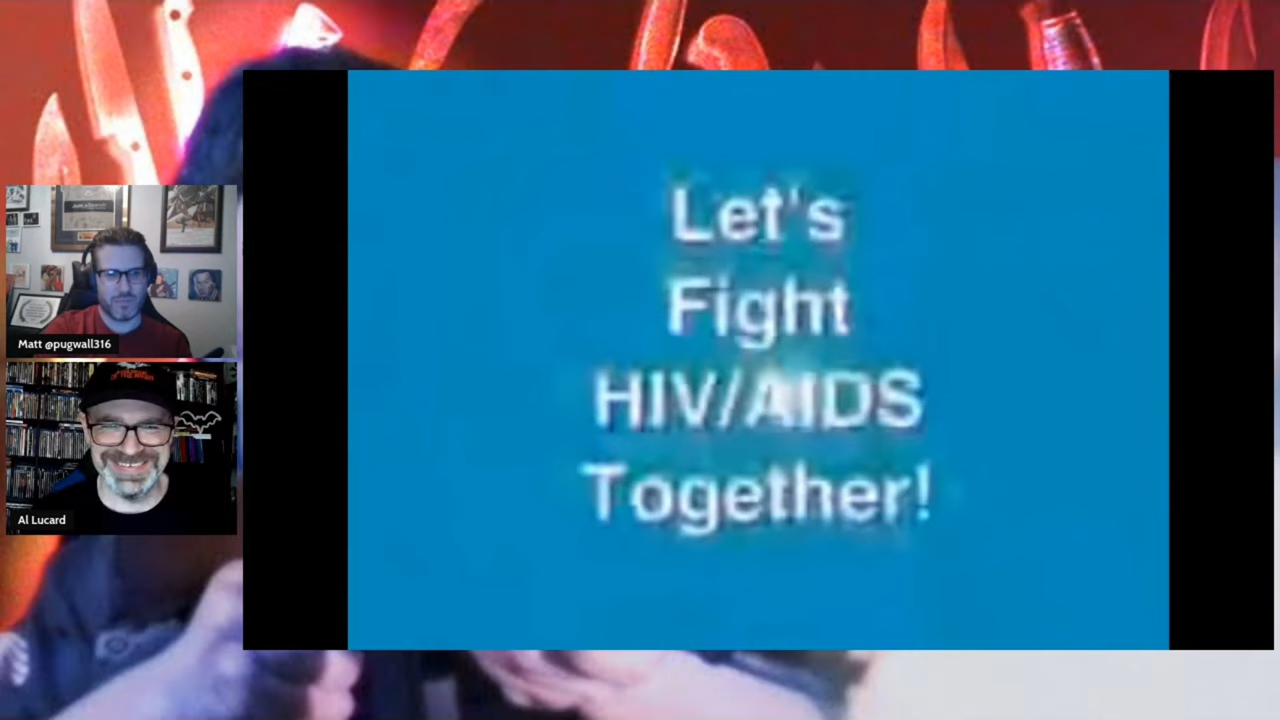 Let's
Fight
HIV/AIDS
Together!
Matt @pugwall316
Al Lucard